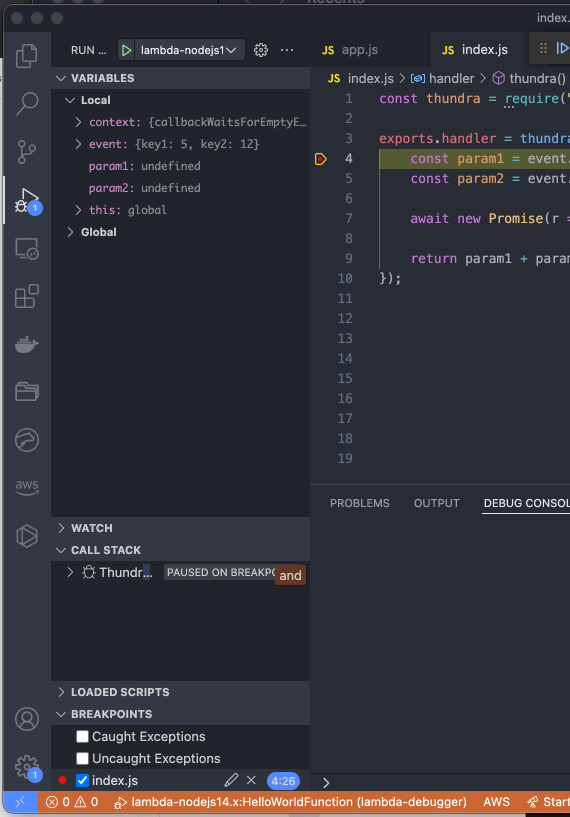 Recents
index.
RUN ...
lambda-nodejs1
...
VARIABLES
Local
context: {callbackWaitsForEmptyE...
event: {key1: 5, key2: 12}
param1: undefined
param2: undefined
this: global
Global
WATCH
CALL STACK
Thundr...
PAUSED ON BREAKPO
and
LOADED SCRIPTS
BREAKPOINTS
Caught Exceptions
Uncaught Exceptions
index.js
4:26
1
aws
1
JS app.js
JS index.js
JS index.js > handler > thundra()
1 const thundra = require("
2
3 exports.handler = thundra
4 const param1 = event.
5 const param2 = event.
6
7 await new Promise(r =
8
9 return param1 + param
10 });
11
12
13
14
15
16
17
18
19
PROBLEMS OUTPUT DEBUG CONSOL
>
0 0 lambda-nodejs14.x:HelloWorldFunction (lambda-debugger) AWS Start